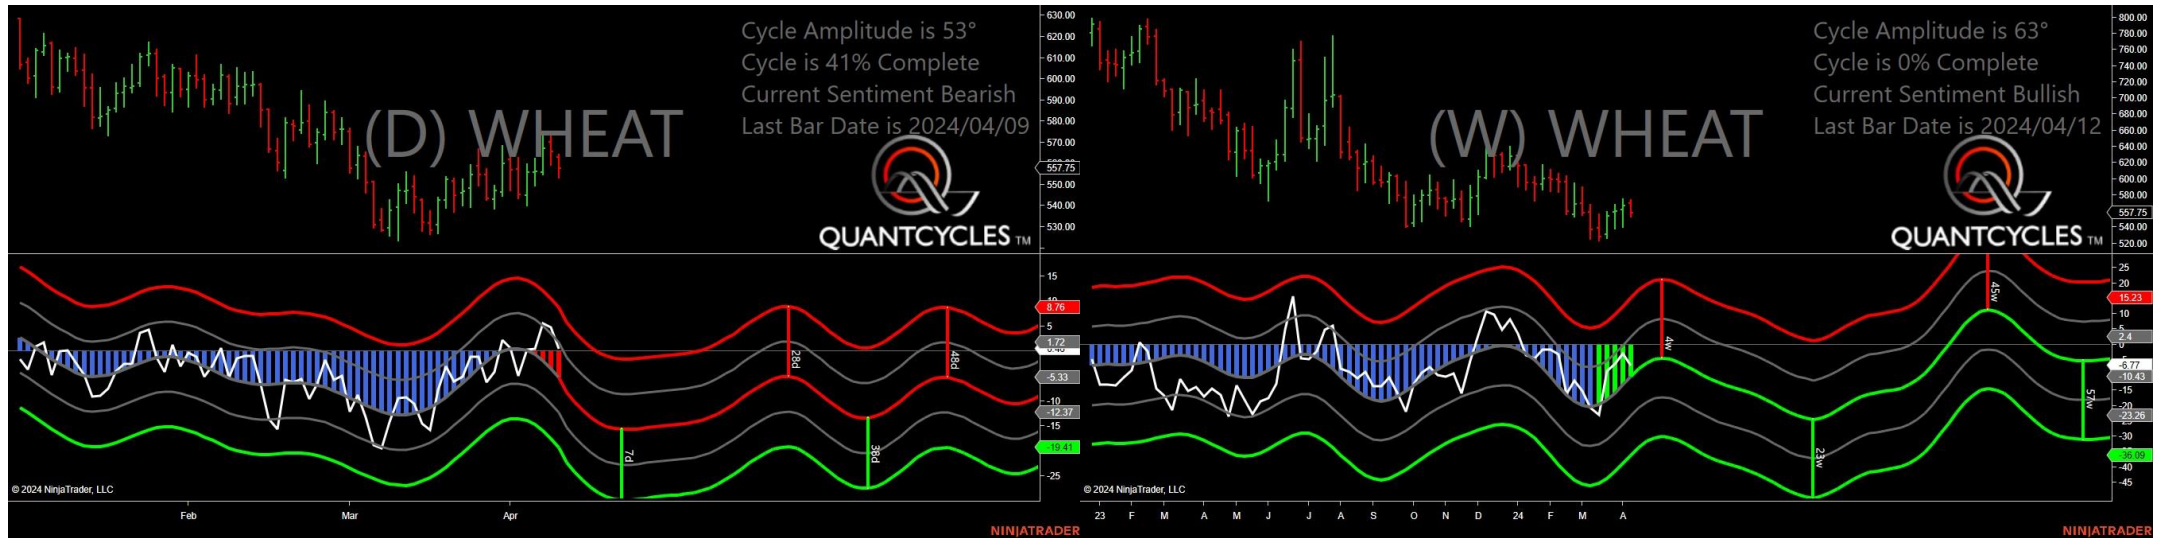 Cycle Amplitude is 53°
Cycle is 41% Complete
Current Sentiment Bearish
Last Bar Date is 2024/04/09
(D) WHEAT
QUANTCYCLES TM
630.00
620.00
610.00
600.00
590.00
580.00
570.00
557.75
550.00
540.00
530.00
15
8.76
5
1.72
-5.33
-10
-12.37
-15
-19.41
-25
28d
48d
7d
38d
© 2024 NinjaTrader, LLC
Feb
Mar
Apr
NINJATRADER
Cycle Amplitude is 63°
Cycle is 0% Complete
Current Sentiment Bullish
Last Bar Date is 2024/04/12
(W) WHEAT
QUANTCYCLES TM
800.00
780.00
760.00
740.00
720.00
700.00
680.00
660.00
640.00
620.00
600.00
580.00
557.75
540.00
520.00
25
20
15.23
10
5
2.4
-6.77
-10.43
-15
-23.26
-30
-36.09
-40
-45
4w
45w
23w
57w
© 2024 NinjaTrader, LLC
23
F
M
A
M
J
J
A
S
O
N
D
24
F
M
A
NINJATRADER